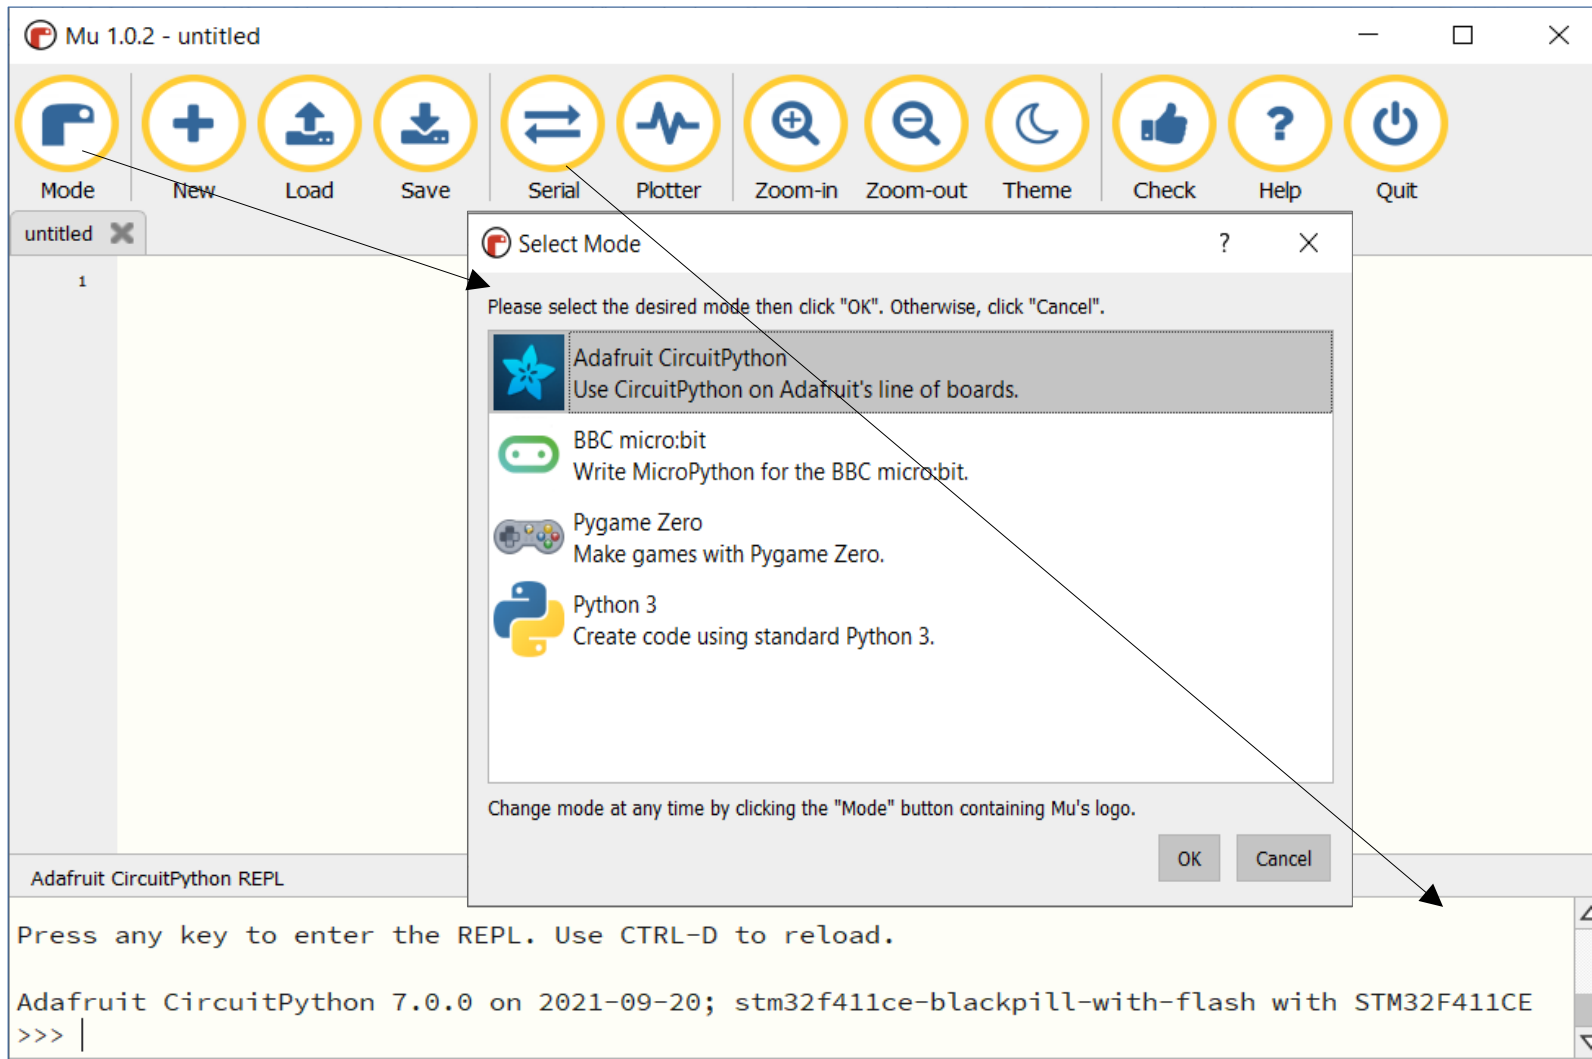 Mu 1.0.2 - untitled
Mode New Load Save Serial Plotter Zoom-in Zoom-out Theme Check Help Quit
untitled
Select Mode ?
1
Please select the desired mode then click "OK". Otherwise, click "Cancel".
Adafruit CircuitPython
Use CircuitPython on Adafruit's line of boards.
BBC micro:bit
Write MicroPython for the BBC micro:bit.
Pygame Zero
Make games with Pygame Zero.
Python 3
Create code using standard Python 3.
Change mode at any time by clicking the "Mode" button containing Mu's logo.
OK Cancel
Adafruit CircuitPython REPL
Press any key to enter the REPL. Use CTRL-D to reload.
Adafruit CircuitPython 7.0.0 on 2021-09-20; stm32f411ce-blackpill-with-flash with STM32F411CE
>>>